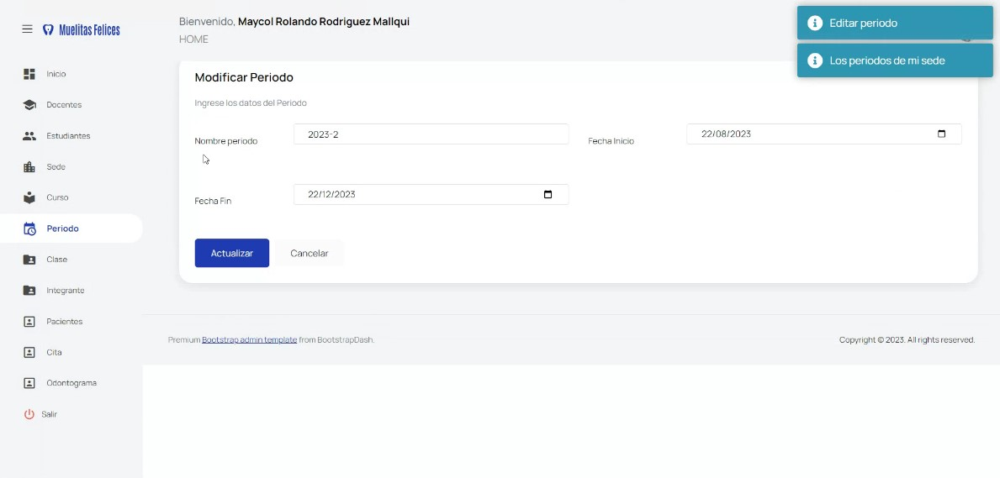 Muelitas Felices
Inicio
Docentes
Estudiantes
Sede
Curso
Periodo
Clase
Integrante
Pacientes
Cita
Odontograma
Salir
Bienvenido, Maycol Rolando Rodriguez Mallqui
HOME
Editar periodo
Los periodos de mi sede
Modificar Periodo
Ingrese los datos del Periodo
Nombre periodo
2023-2
Fecha Inicio
22/08/2023
Fecha Fin
22/12/2023
Actualizar
Cancelar
Premium Bootstrap admin template from BootstrapDash.
Copyright © 2023. All rights reserved.